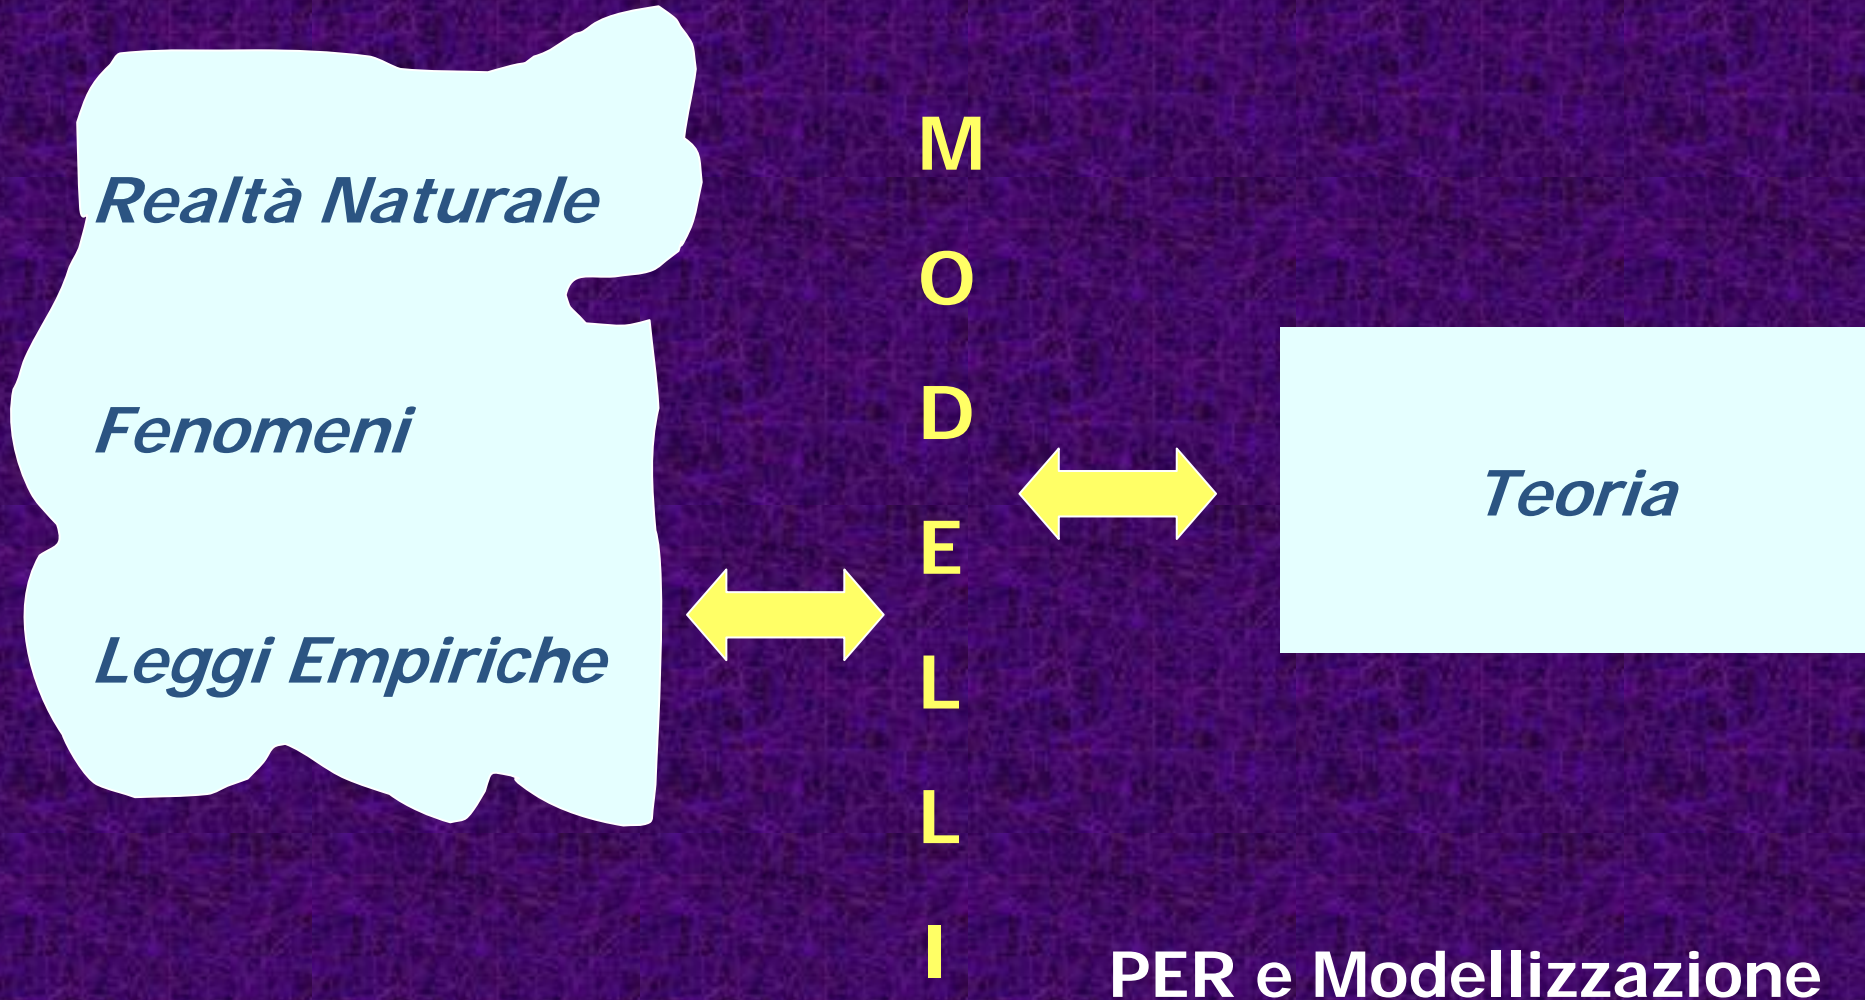 Realtà Naturale
Fenomeni
Leggi Empiriche
M
O
D
E
L
L
I
Teoria
PER e Modellizzazione